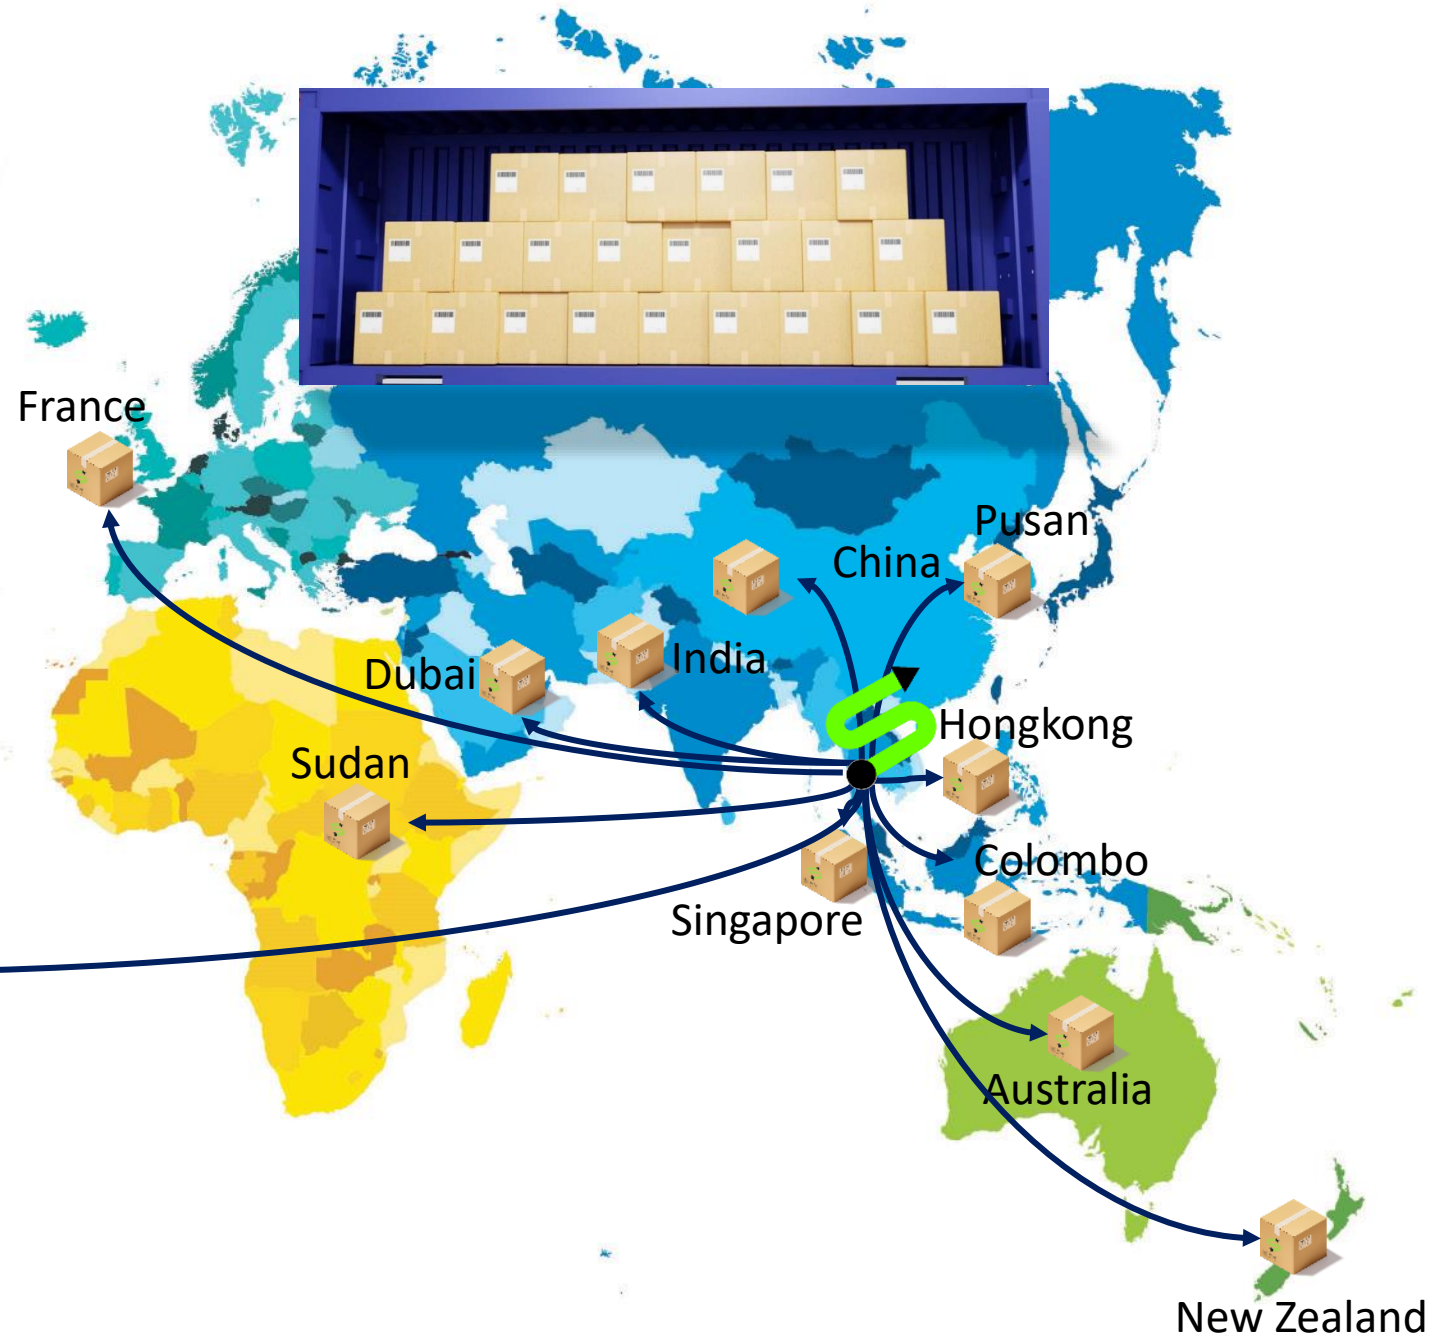 France
Pusan
China
India
Dubai
Hongkong
Sudan
Colombo
Singapore
Australia
New Zealand